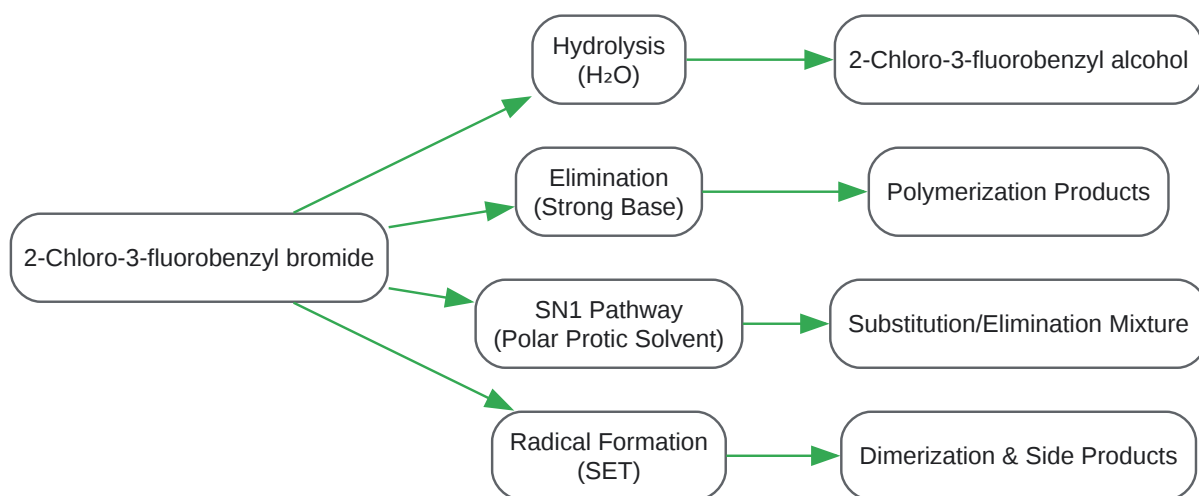 2-Chloro-3-fluorobenzyl bromide
Hydrolysis
(H₂O)
2-Chloro-3-fluorobenzyl alcohol
Elimination
(Strong Base)
Polymerization Products
SN1 Pathway
(Polar Protic Solvent)
Substitution/Elimination Mixture
Radical Formation
(SET)
Dimerization & Side Products